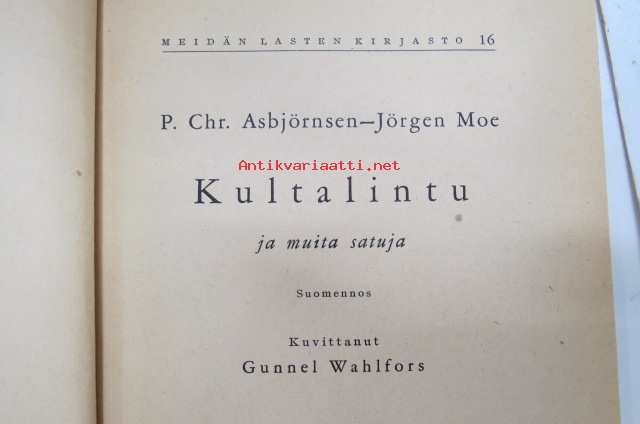 MEIDÄN LASTEN KIRJASTO 16
P. Chr. Asbjörnsen—Jörgen Moe
Antikvariaatti.net
Kultalintu
ja muita satuja
Suomennos
Kuvittanut
Gunnel Wahlfors